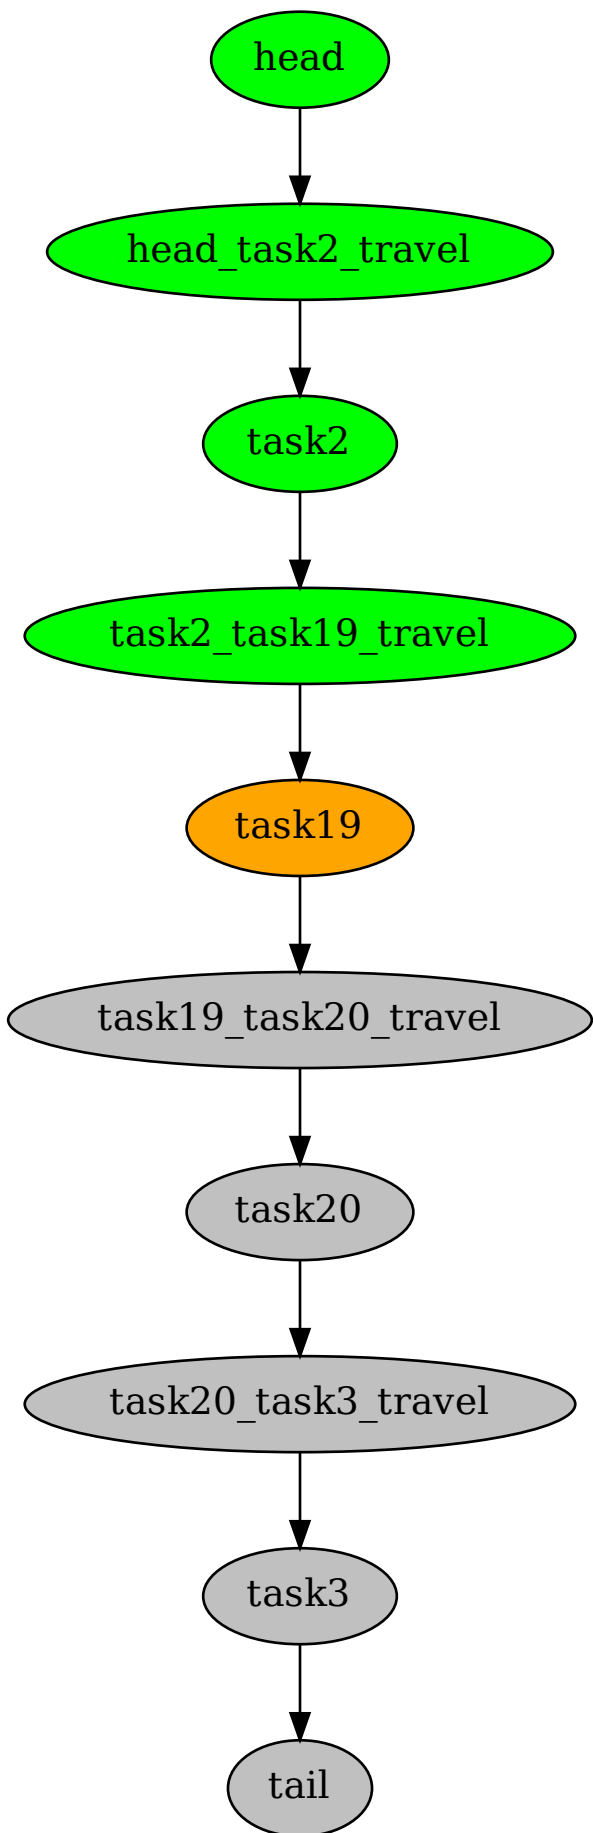 head
head_task2_travel
task2
task2_task19_travel
task19
task19_task20_travel
task20
task20_task3_travel
task3
tail